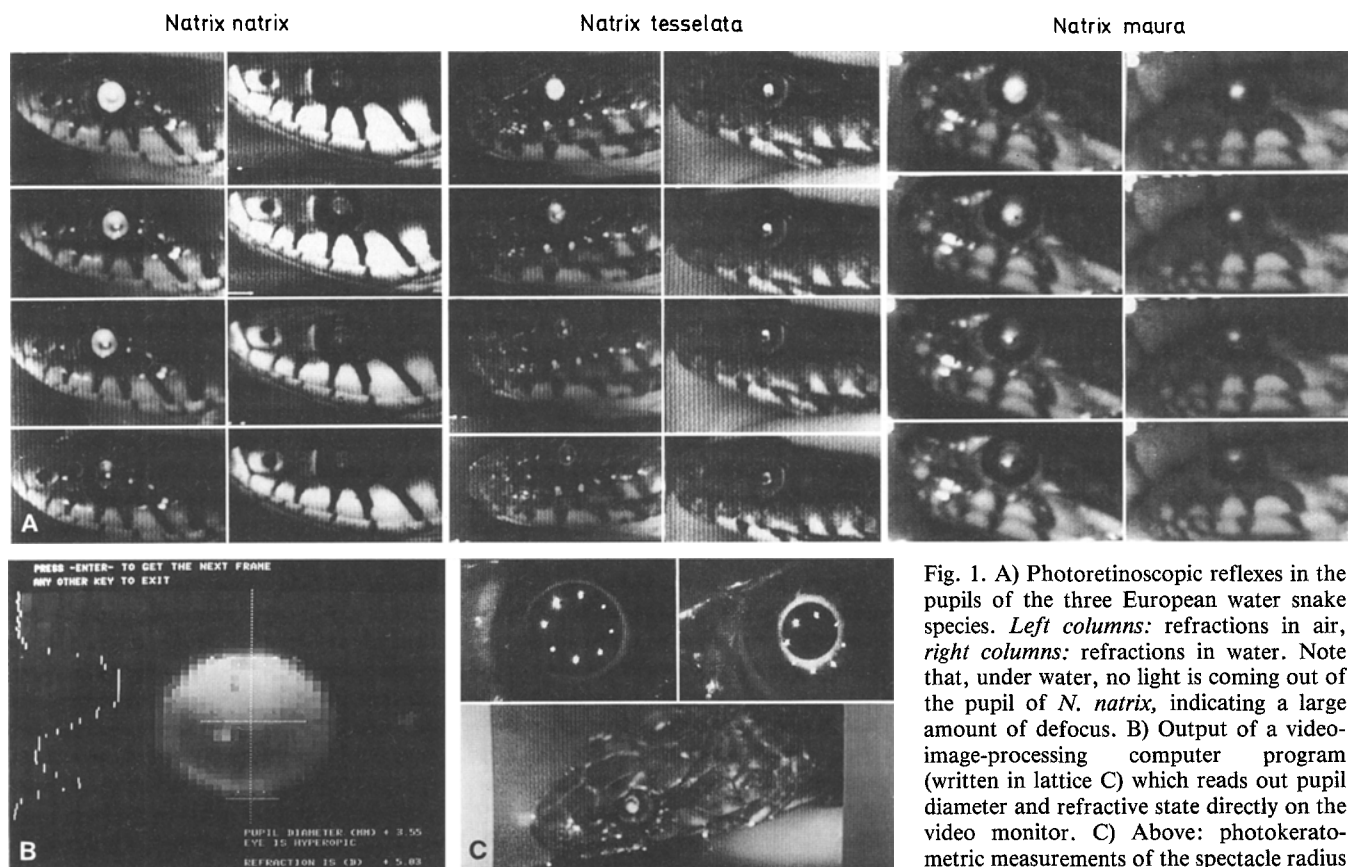 Natrix natrix
Natrix tesselata
Natrix maura
A
PRESS -ENTER- TO GET THE NEXT FRAME
ANY OTHER KEY TO EXIT
PUPIL DIAMETER (MM) + 3.55
EYE IS HYPEROPIC
REFRACTION IS (D) + 5.03
B
C
Fig. 1. A) Photoretinoscopic reflexes in the
pupils of the three European water snake
species. Left columns: refractions in air,
right columns: refractions in water. Note
that, under water, no light is coming out of
the pupil of N. natrix, indicating a large
amount of defocus. B) Output of a video-
image-processing computer program
(written in lattice C) which reads out pupil
diameter and refractive state directly on the
video monitor. C) Above: photokerato-
metric measurements of the spectacle radius